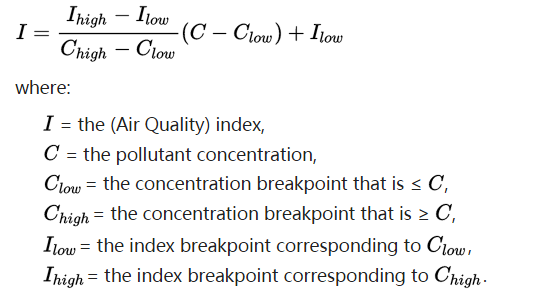 I = \frac{I_{high} - I_{low}}{C_{high} - C_{low}}(C - C_{low}) + I_{low}
where:
I = the (Air Quality) index,
C = the pollutant concentration,
C_{low} = the concentration breakpoint that is ≤ C,
C_{high} = the concentration breakpoint that is ≥ C,
I_{low} = the index breakpoint corresponding to C_{low},
I_{high} = the index breakpoint corresponding to C_{high}.